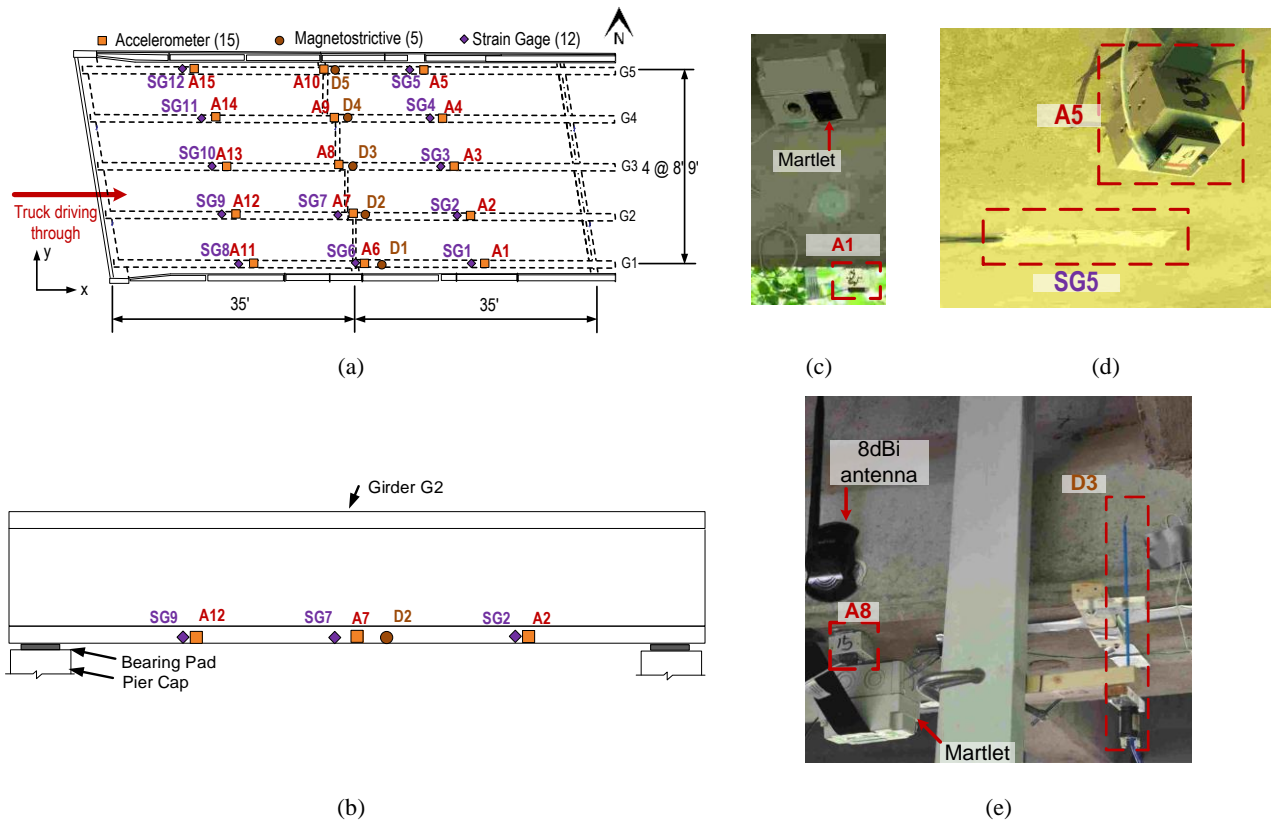 Accelerometer (15) Magnetostrictive (5) Strain Gage (12) N
SG12 A15 A10 D5 SG5 A5 G5
SG11 A14 A9 D4 SG4 A4 G4
SG10 A13 A8 D3 SG3 A3 G3 4 @ 8' 9'
Truck driving through
SG9 A12 SG7 A7 D2 SG2 A2 G2
SG8 A11 SG6 A6 D1 SG1 A1 G1
y
x
35' 35'
(a)
Girder G2
SG9 A12 SG7 A7 D2 SG2 A2
Bearing Pad
Pier Cap
(b)
Martlet
A1
(c)
A5
SG5
(d)
8dBi
antenna
D3
A8
15
Martlet
(e)